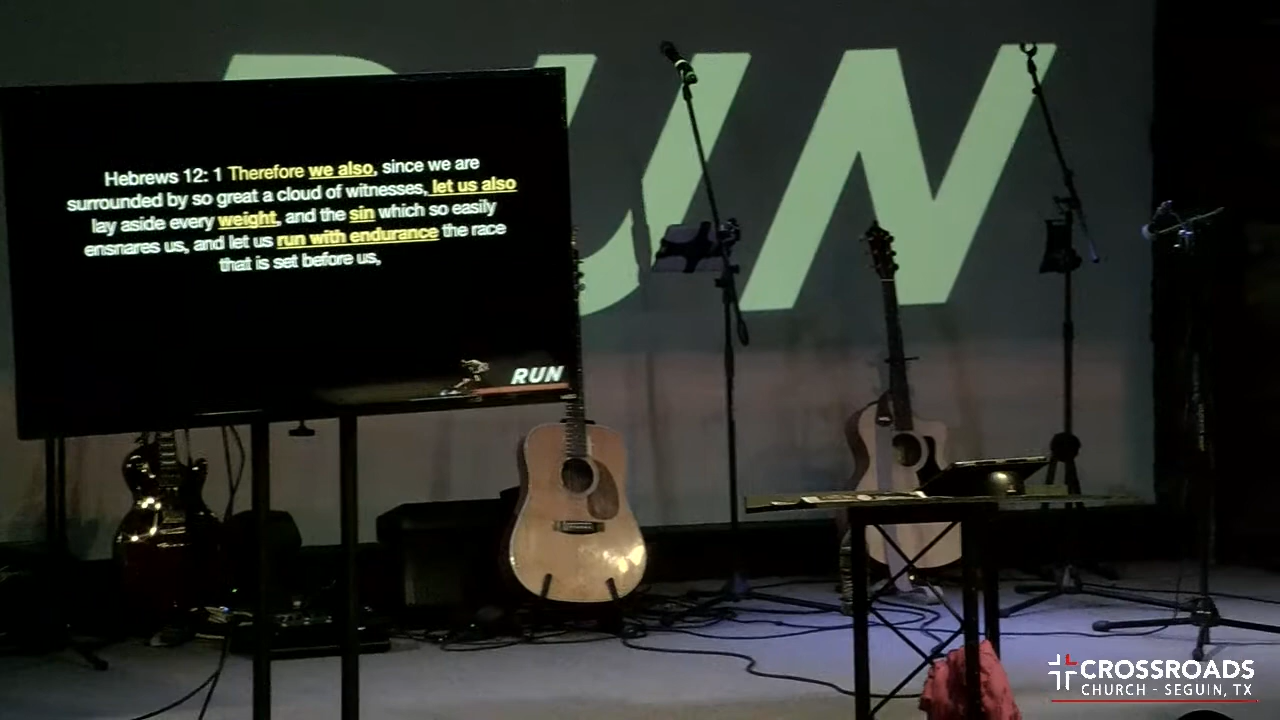 RUN
Hebrews 12: 1 Therefore we also, since we are
surrounded by so great a cloud of witnesses, let us also
lay aside every weight, and the sin which so easily
ensnares us, and let us run with endurance the race
that is set before us,
RUN
CROSSROADS
CHURCH - SEGUIN, TX